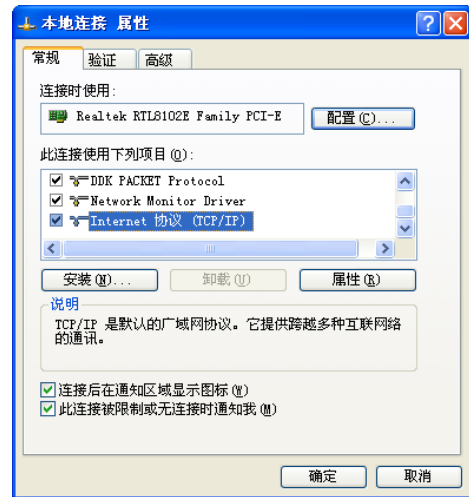 本地连接 属性
常规 验证 高级
连接时使用:
Realtek RTL8102E Family PCI-E 配置(C)...
此连接使用下列项目(O):
DDK PACKET Protocol
Network Monitor Driver
Internet 协议 (TCP/IP)
安装(N)... 卸载(U) 属性(R)
说明
TCP/IP 是默认的广域网协议。它提供跨越多种互联网络
的通讯。
连接后在通知区域显示图标(W)
此连接被限制或无连接时通知我(M)
确定 取消